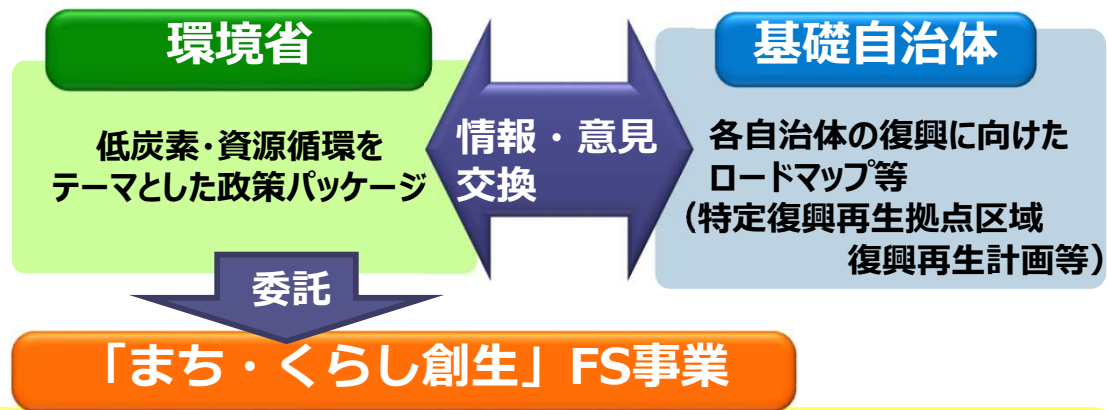 環境省
低炭素・資源循環を
テーマとした政策パッケージ
情報・意見
交換
基礎自治体
各自治体の復興に向けた
ロードマップ等
（特定復興再生拠点区域
復興再生計画等）
委託
「まち・くらし創生」FS事業